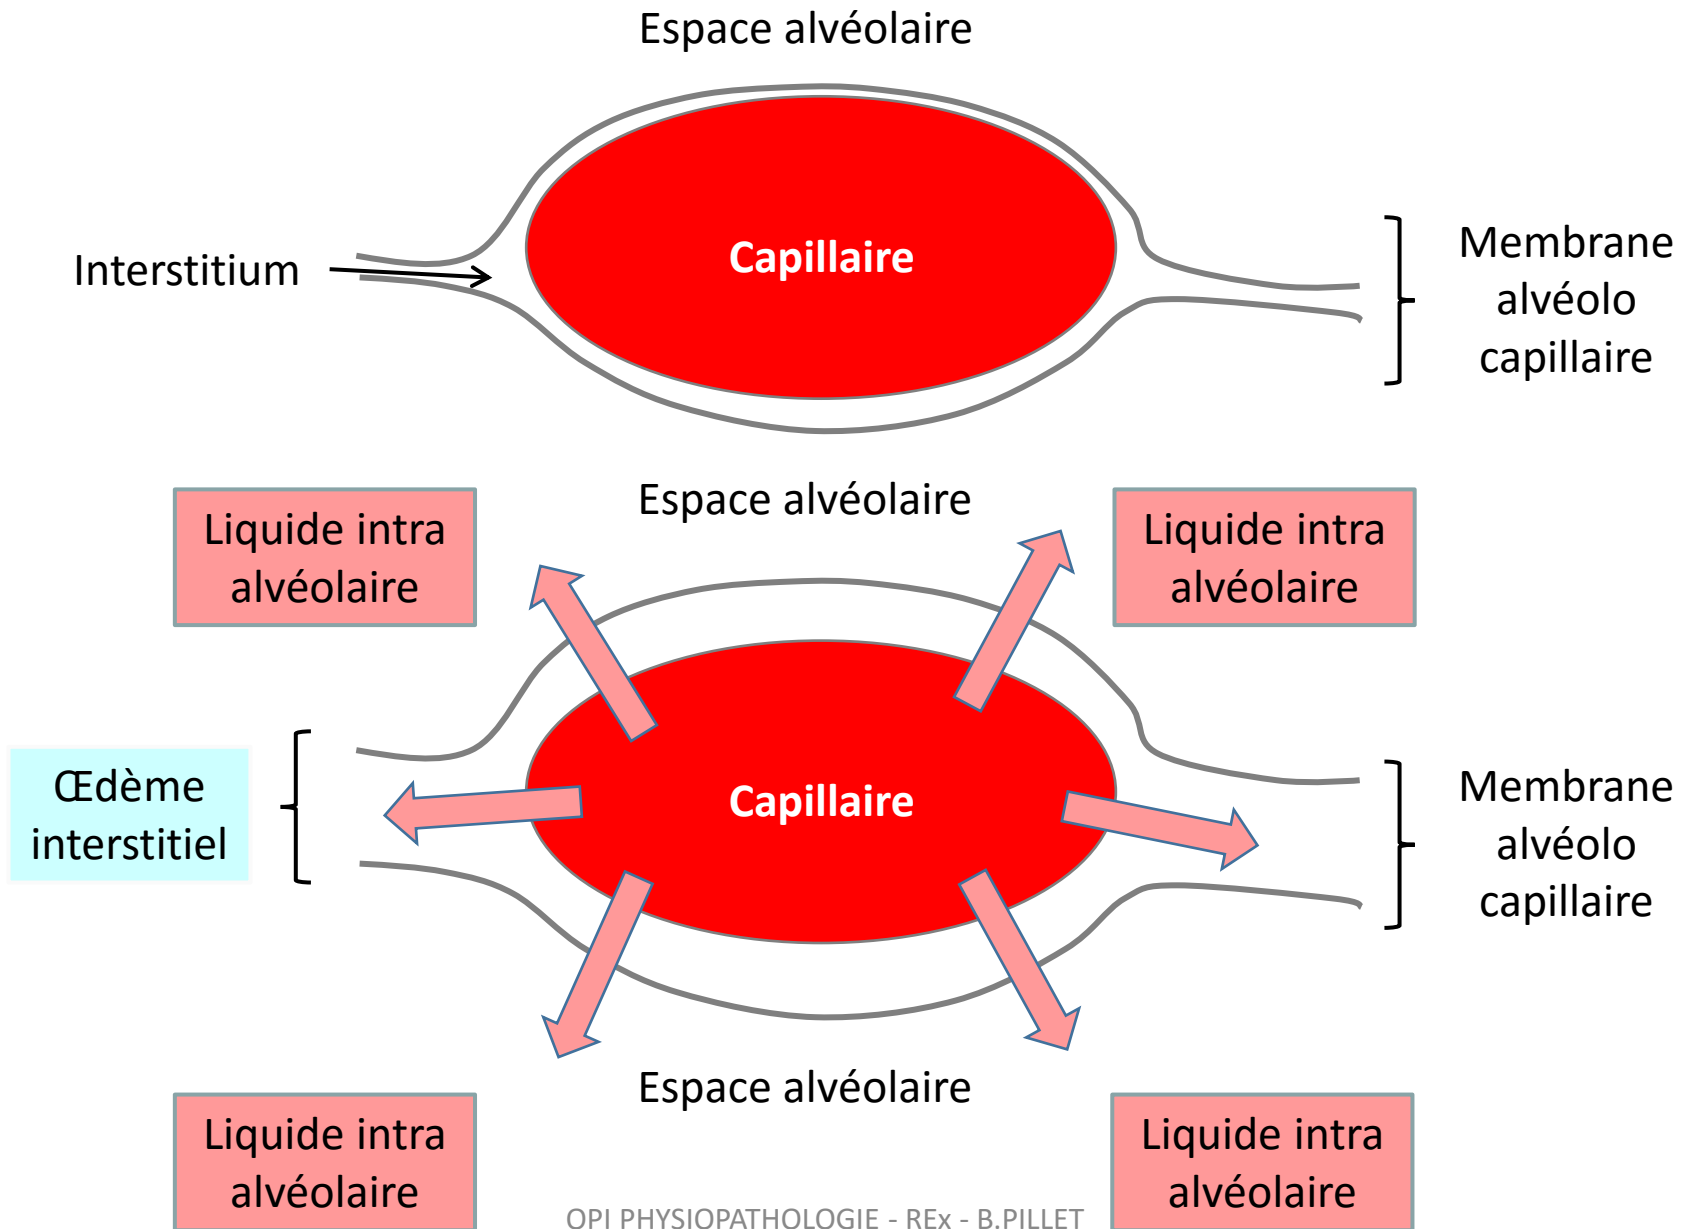 Espace alvéolaire
Capillaire
Interstitium
Membrane
alvéolo
capillaire
Espace alvéolaire
Liquide intra
alvéolaire
Liquide intra
alvéolaire
Œdème
interstitiel
Capillaire
Membrane
alvéolo
capillaire
Espace alvéolaire
Liquide intra
alvéolaire
Liquide intra
alvéolaire
OPI PHYSIOPATHOLOGIE - REx - B.PILLET